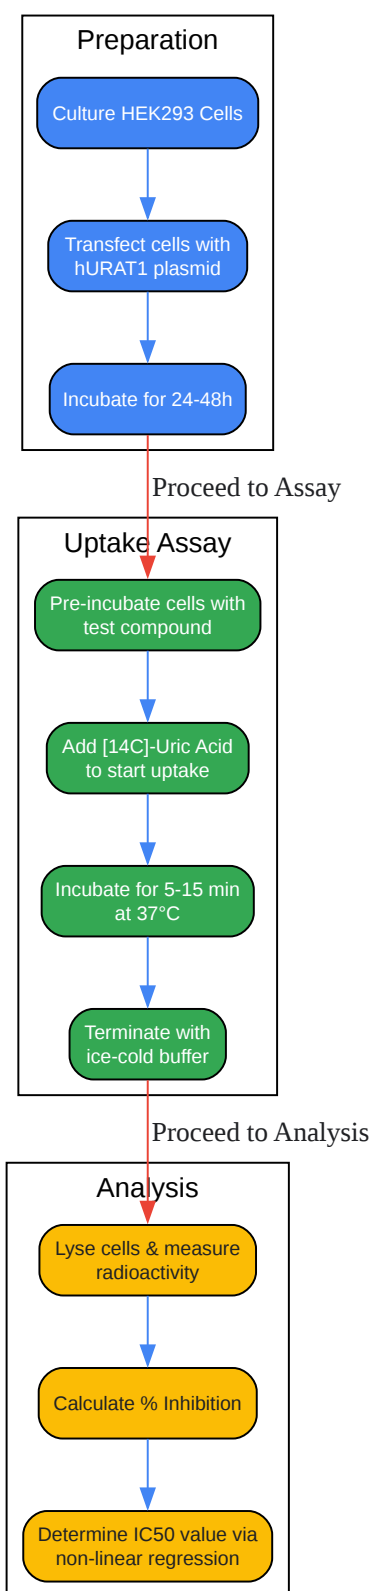 Preparation
Culture HEK293 Cells
Transfect cells with
hURAT1 plasmid
Incubate for 24-48h
Proceed to Assay
Uptake Assay
Pre-incubate cells with
test compound
Add [14C]-Uric Acid
to start uptake
Incubate for 5-15 min
at 37°C
Terminate with
ice-cold buffer
Proceed to Analysis
Analysis
Lyse cells & measure
radioactivity
Calculate % Inhibition
Determine IC50 value via
non-linear regression